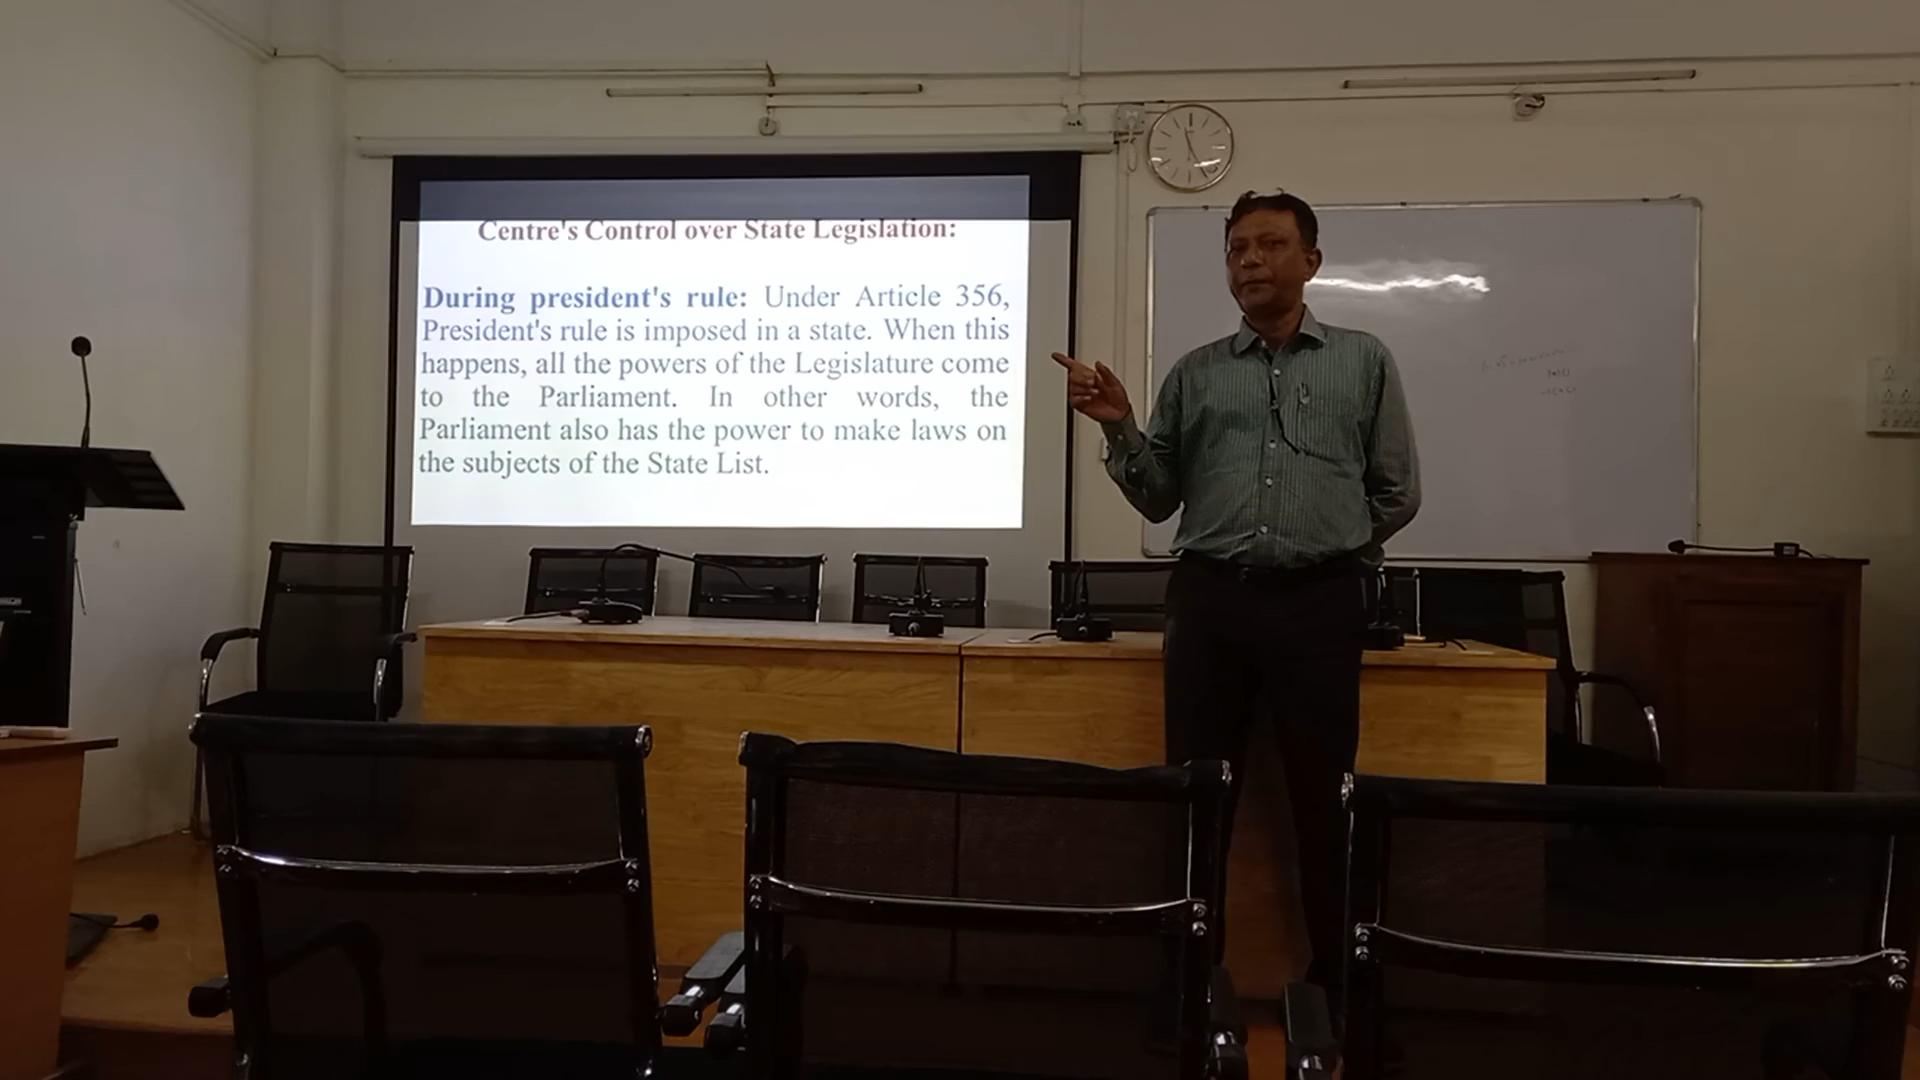 Centre's Control over State Legislation:
During president's rule: Under Article 356,
President's rule is imposed in a state. When this
happens, all the powers of the Legislature come
to the Parliament. In other words, the
Parliament also has the power to make laws on
the subjects of the State List.